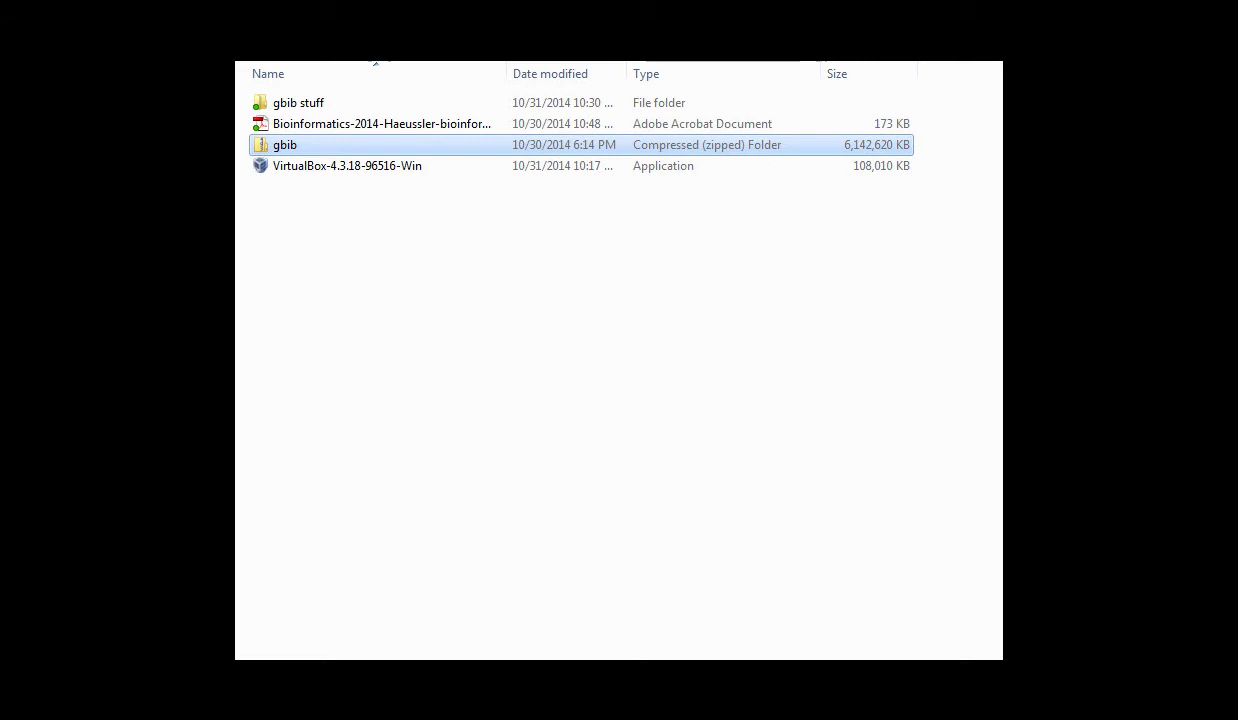 Name Date modified Type Size
gbib stuff 10/31/2014 10:30 ... File folder
Bioinformatics-2014-Haeussler-bioinfor... 10/30/2014 10:48 ... Adobe Acrobat Document 173 KB
gbib 10/30/2014 6:14 PM Compressed (zipped) Folder 6,142,620 KB
VirtualBox-4.3.18-96516-Win 10/31/2014 10:17 ... Application 108,010 KB